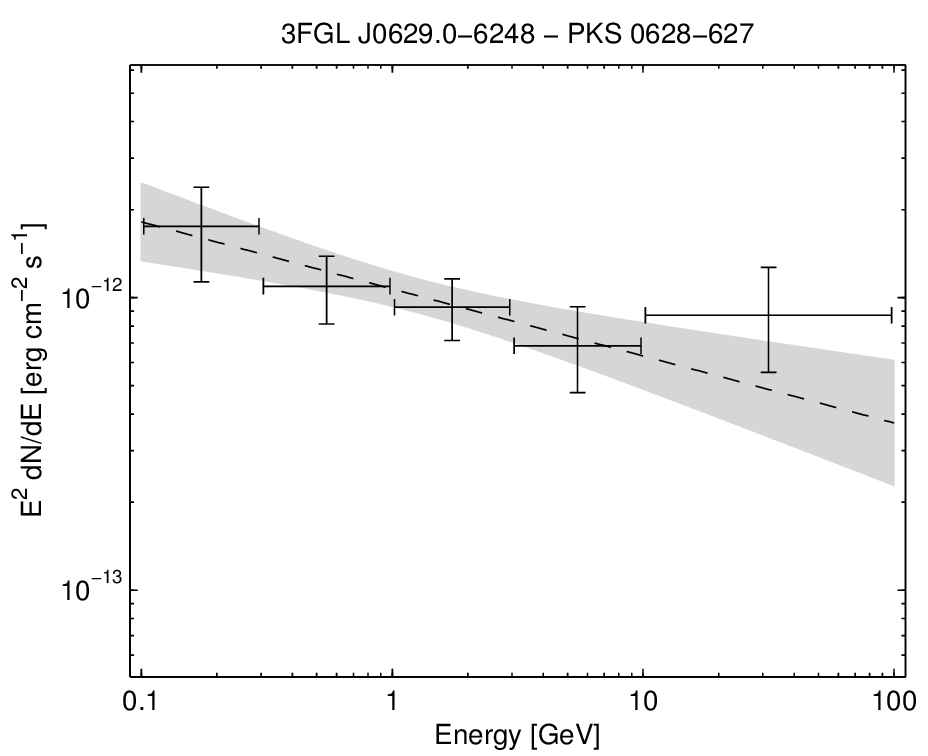 3FGL J0629.0−6248 − PKS 0628−627
E² dN/dE [erg cm⁻² s⁻¹]
10⁻¹²
10⁻¹³
0.1 1 10 100
Energy [GeV]